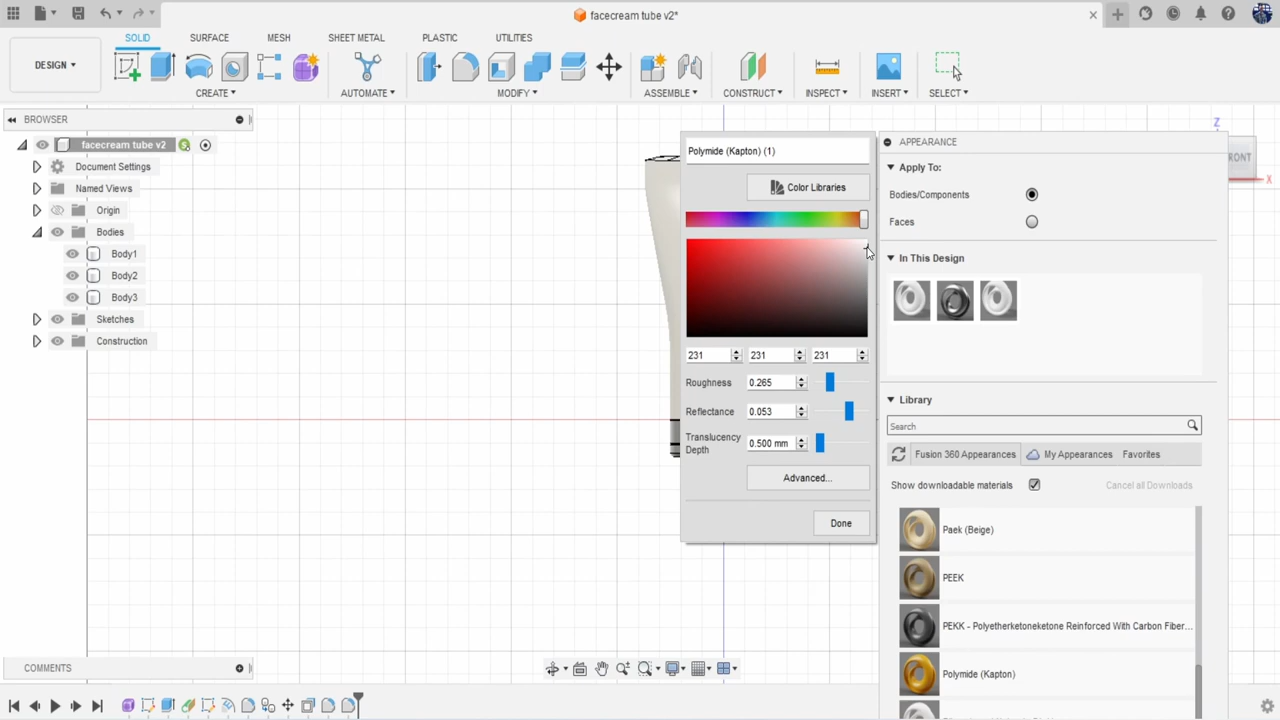 facecream tube v2*
DESIGN
SOLID
SURFACE
MESH
SHEET METAL
PLASTIC
UTILITIES
CREATE
AUTOMATE
MODIFY
ASSEMBLE
CONSTRUCT
INSPECT
INSERT
SELECT
BROWSER
facecream tube v2
Document Settings
Named Views
Origin
Bodies
Body1
Body2
Body3
Sketches
Construction
Polymide (Kapton) (1)
Color Libraries
231 231 231
Roughness 0.265
Reflectance 0.053
Translucency
Depth
0.500 mm
Advanced...
Done
Z
RONT
X
APPEARANCE
Apply To:
Bodies/Components
Faces
In This Design
Library
Search
Fusion 360 Appearances My Appearances Favorites
Show downloadable materials Cancel all Downloads
Paek (Beige)
PEEK
PEKK - Polyetherketoneketone Reinforced With Carbon Fiber...
Polymide (Kapton)
COMMENTS